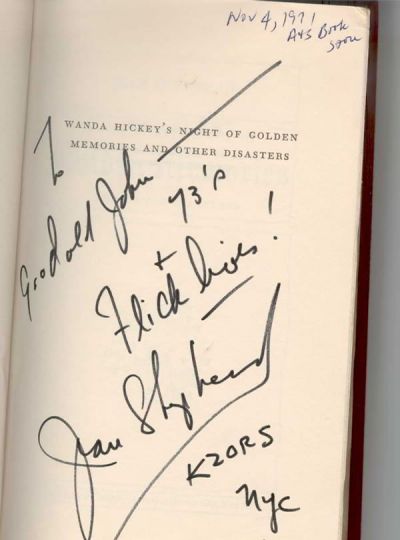 Nov 4, 1971
A+S Book
Store
WANDA HICKEY'S NIGHT OF GOLDEN
MEMORIES AND OTHER DISASTERS
To
Good old John
73's
+
Flick lives!
Jean Shepherd
K2ORS
NYC